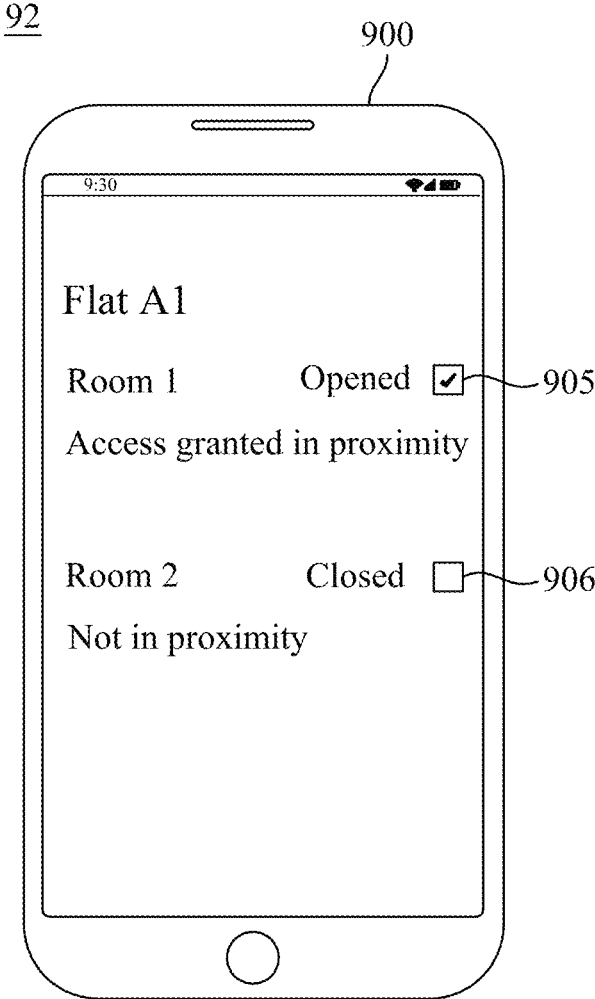 92
900
9:30
Flat A1
Room 1 Opened 905
Access granted in proximity
Room 2 Closed 906
Not in proximity